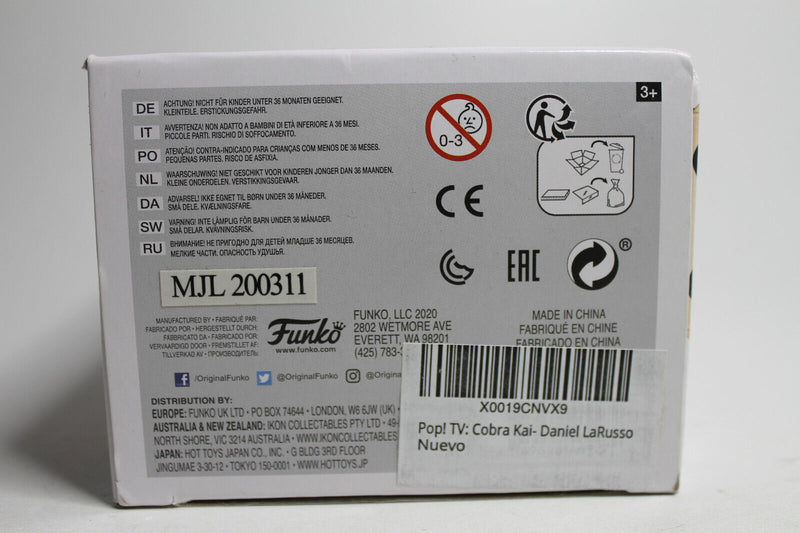 3+
DE ACHTUNG! NICHT FÜR KINDER UNTER 36 MONATEN GEEIGNET.
KLEINTEILE. ERSTICKUNGSGEFAHR.
IT AVVERTENZA! NON ADATTO A BAMBINI DI ETÀ INFERIORE A 36 MESI.
PICCOLE PARTI. RISCHIO DI SOFFOCAMENTO.
PO ATENÇÃO! CONTRA-INDICADO PARA CRIANÇAS COM MENOS DE 36 MESES.
PEQUENAS PARTES. RISCO DE ASFIXIA.
NL WAARSCHUWING! NIET GESCHIKT VOOR KINDEREN JONGER DAN 36 MAANDEN.
KLEINE ONDERDELEN. VERSTIKKINGSGEVAAR.
DA ADVARSEL! IKKE EGNET TIL BØRN UNDER 36 MÅNEDER.
SMÅ DELE. KVÆLNINGSFARE.
SW VARNING! INTE LÄMPLIG FÖR BARN UNDER 36 MÅNADER.
SMÅ DELAR. KVÄVNINGSRISK.
RU ВНИМАНИЕ! НЕ ПРИГОДНО ДЛЯ ДЕТЕЙ МЛАДШЕ 36 МЕСЯЦЕВ.
МЕЛКИЕ ЧАСТИ. ОПАСНОСТЬ УДУШЬЯ.
0-3
CE
EAC
®
MJL 200311
MANUFACTURED BY • FABRIQUÉ PAR:
FABRICADO POR • HERGESTELLT DURCH:
FABBRICATO DA • FABRICADO POR:
VERVAARDIGD DOOR • FREMSTILLET AF:
TILLVERKAD AV • ПРОИЗВОДИТЕЛЬ:
Funko
www.funko.com
FUNKO, LLC 2020
2802 WETMORE AVE
EVERETT, WA 98201
(425) 783-
MADE IN CHINA
FABRIQUÉ EN CHINE
FABRICADO EN CHINA
/OriginalFunko @OriginalFunko @Origina
DISTRIBUTION BY:
EUROPE: FUNKO UK LTD • PO BOX 74644 • LONDON, W6 6JW (UK) •
AUSTRALIA & NEW ZEALAND: IKON COLLECTABLES PTY LTD • 49-
NORTH SHORE, VIC 3214 AUSTRALIA • WWW.IKONCOLLECTABLES
JAPAN: HOT TOYS JAPAN CO., INC. • G BLDG 3RD FLOOR
JINGUMAE 3-30-12 • TOKYO 150-0001 • WWW.HOTTOYS.JP
X0019CNVX9
Pop! TV: Cobra Kai- Daniel LaRusso
Nuevo